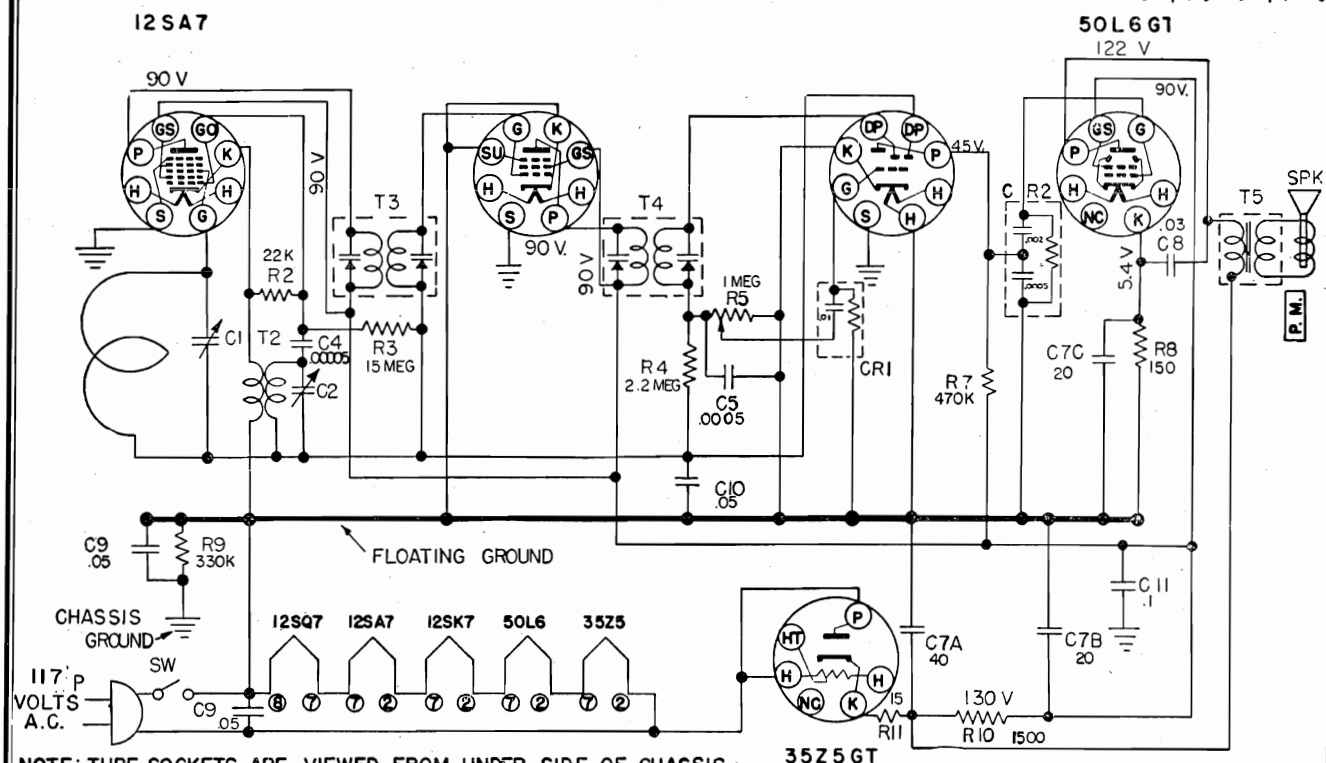 12SA7
50L6GT
122 V
90V.
90 V
GS GO
P K
H H
S G
90 V
G K
SU GS
H H
S P
90 V.
DP DP
K P
G H
S H
45V.
GS G
P H
NC K
C R2
.002
.0005
5.4 V
.03
C8
T5
SPK
P. M.
T3
T4
90V
22K
R2
C1
T2
C4
.00005
C2
R3
15 MEG
1 MEG
R5
R4
2.2 MEG
C5
.0005
.01
CR1
R7
470K
C7C
20
R8
150
C10
.05
C9
.05
R9
330K
FLOATING GROUND
CHASSIS
GROUND
C11
.1
12SQ7 12SA7 12SK7 50L6 35Z5
SW
117 P
VOLTS
A.C.
C9
.05
8 7 7 2 7 2 7 2 7 2
P
HT
H H
NC K
15
R11
C7A
40
130 V
R10 1500
C7B
20
35Z5GT
NOTE: TUBE SOCKETS ARE VIEWED FROM UNDER SIDE OF CHASSIS.